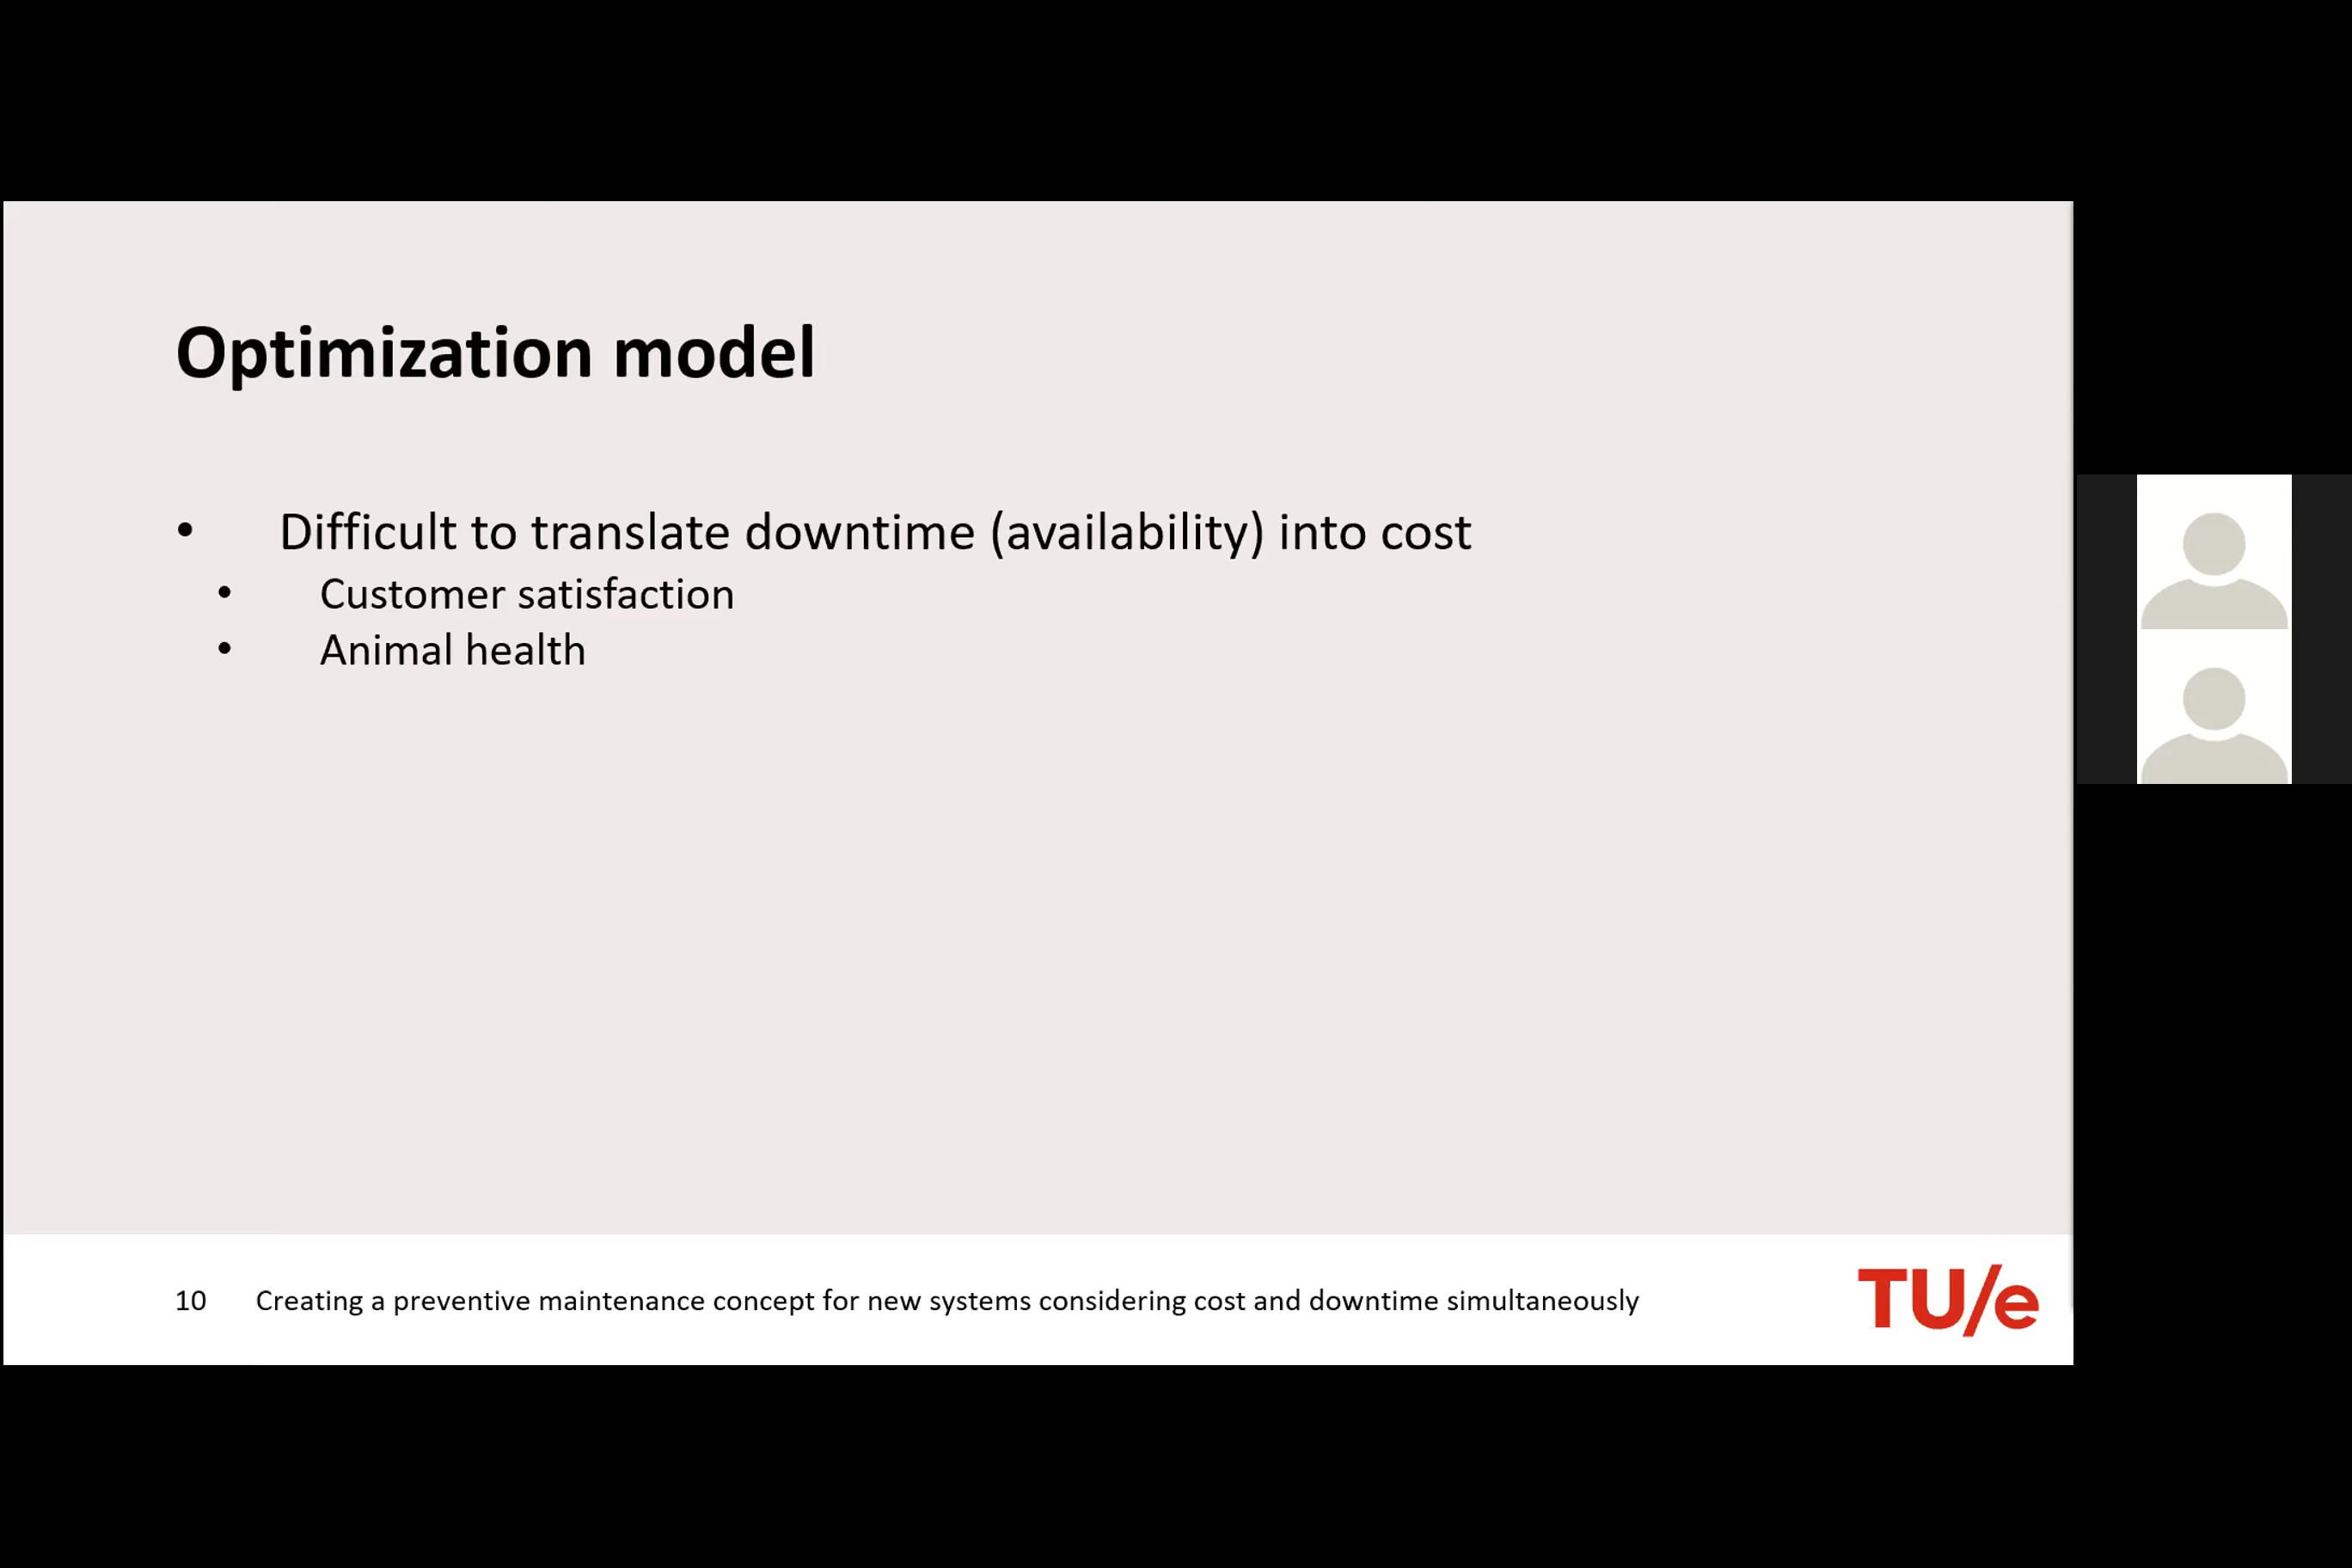 Optimization model
• Difficult to translate downtime (availability) into cost
• Customer satisfaction
• Animal health
10 Creating a preventive maintenance concept for new systems considering cost and downtime simultaneously
TU/e